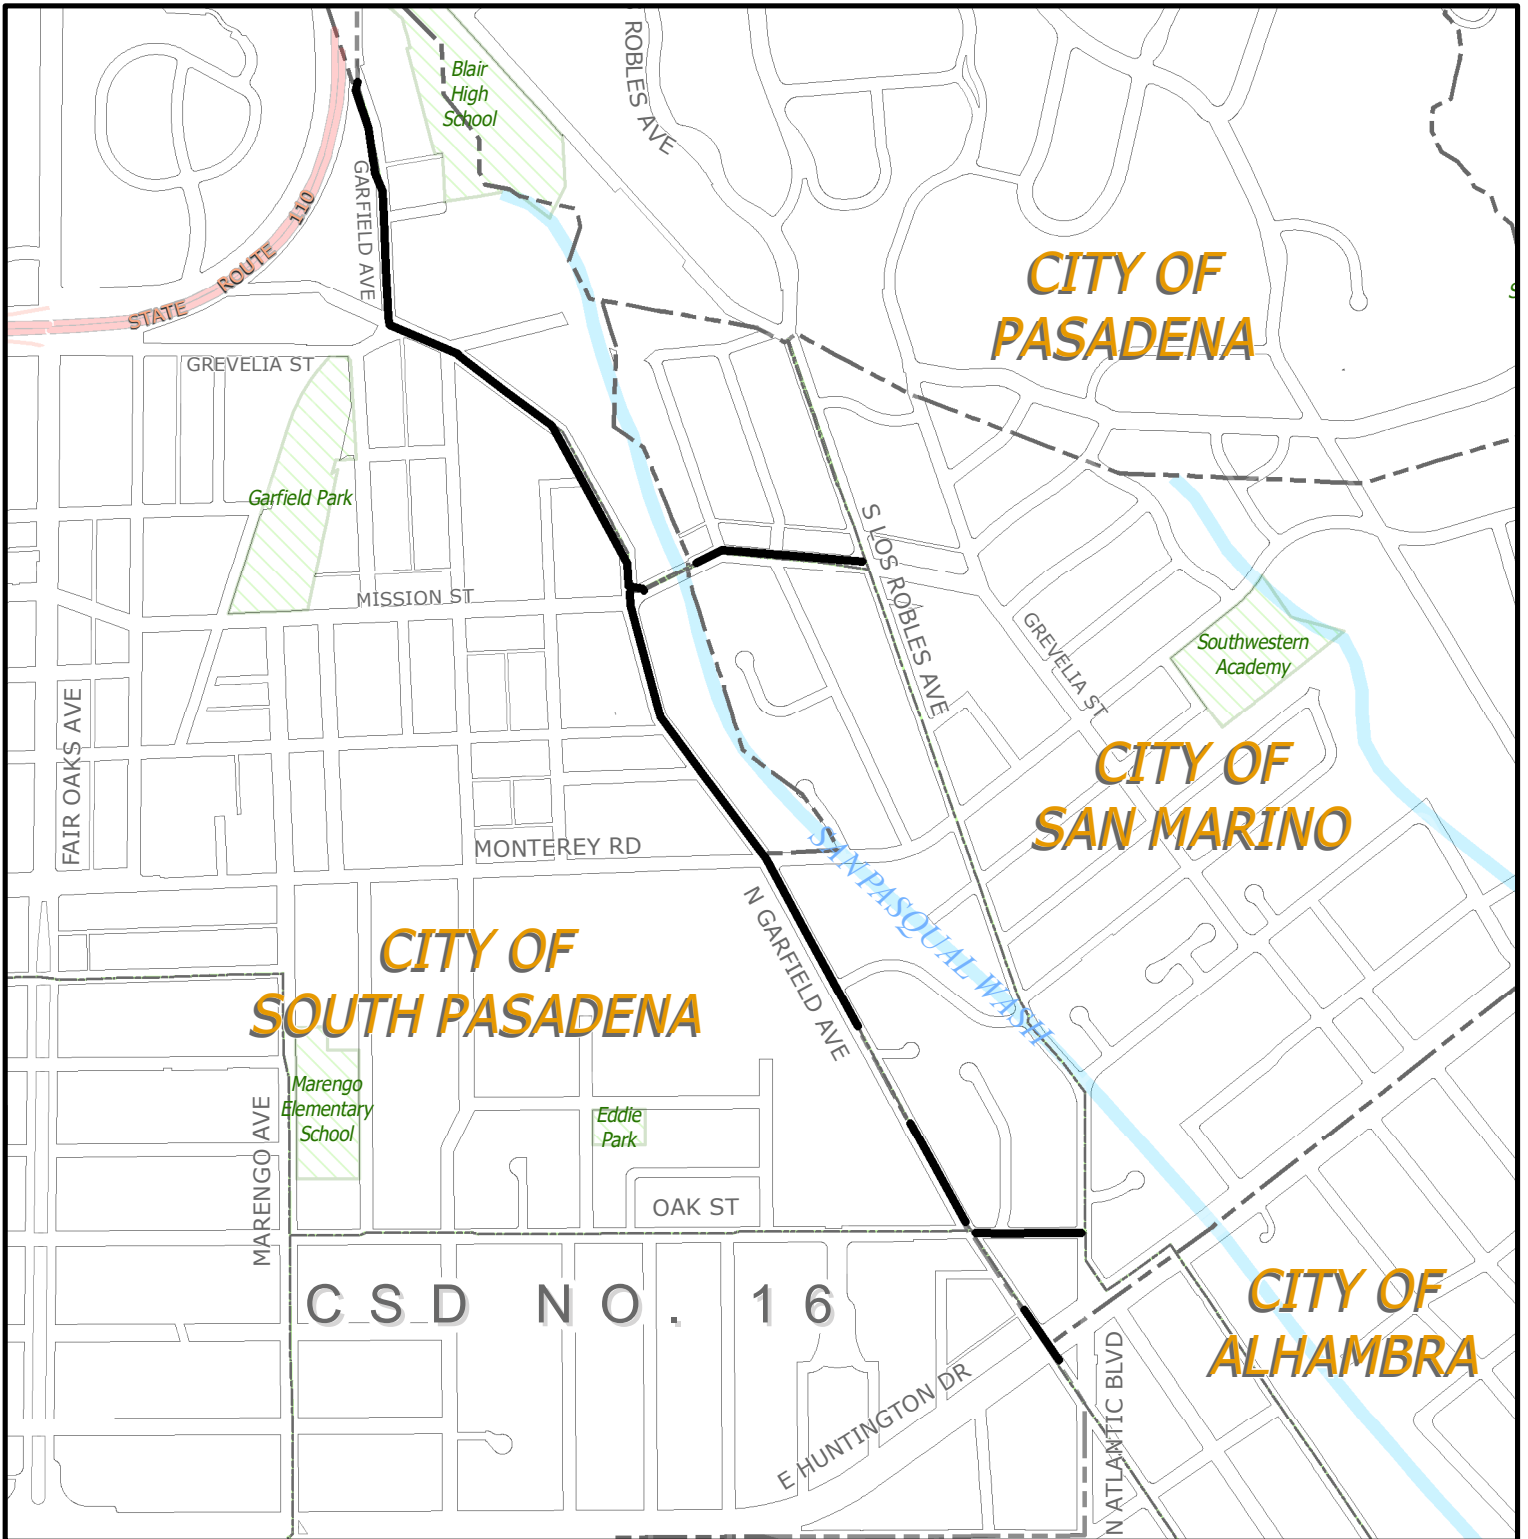 Blair
High
School
ROBLES AVE
GARFIELD AVE
STATE ROUTE 110
CITY OF
PASADENA
GREVELIA ST
Garfield Park
S LOS ROBLES AVE
MISSION ST
GREVELIA ST
Southwestern
Academy
FAIR OAKS AVE
CITY OF
SAN MARINO
MONTEREY RD
SAN PASQUAL WASH
N GARFIELD AVE
CITY OF
SOUTH PASADENA
Marengo
Elementary
School
Eddie
Park
MARENGO AVE
OAK ST
CSD NO. 16
CITY OF
ALHAMBRA
E HUNTINGTON DR
N ATLANTIC BLVD